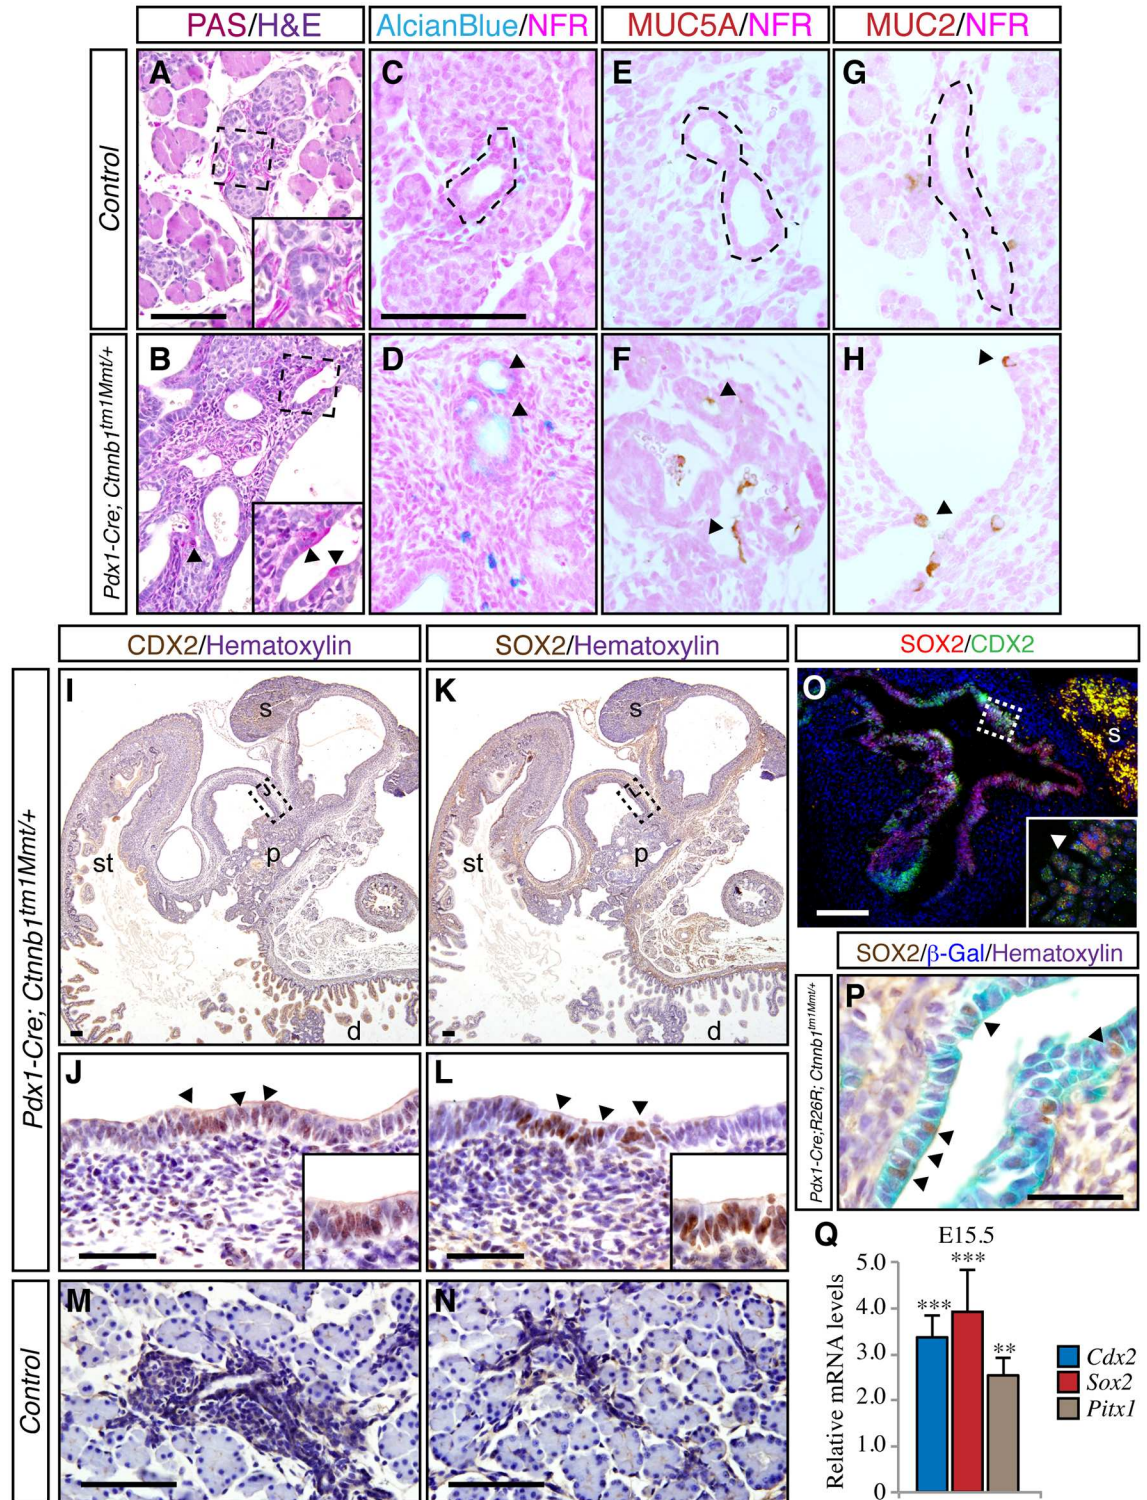 PAS/H&E
AlcianBlue/NFR
MUC5A/NFR
MUC2/NFR
Control
A
C
E
G
Pdx1-Cre; Ctnnb1tm1Mmt/+
B
D
F
H
CDX2/Hematoxylin
SOX2/Hematoxylin
SOX2/CDX2
Pdx1-Cre; Ctnnb1tm1Mmt/+
I
s
J
st
p
d
K
s
L
st
p
d
O
s
SOX2/β-Gal/Hematoxylin
Pdx1-Cre;R26R; Ctnnb1tm1Mmt/+
P
J
L
Control
M
N
Q
E15.5
***
***
**
Relative mRNA levels
5.0
4.0
3.0
2.0
1.0
0
Cdx2
Sox2
Pitx1